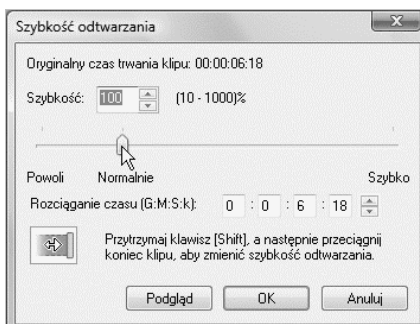 Szybkość odtwarzania
Oryginalny czas trwania klipu: 00:00:06:18
Szybkość: 100 (10 - 1000)%
Powoli Normalnie Szybko
Rozciąganie czasu (G:M:S:k): 0 : 0 : 6 : 18
Przytrzymaj klawisz [Shift], a następnie przeciągnij
koniec klipu, aby zmienić szybkość odtwarzania.
Podgląd OK Anuluj